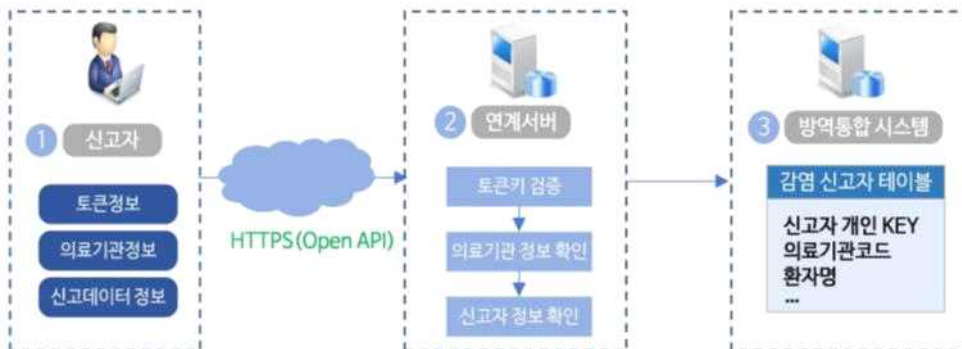 1 신고자
토큰정보
의료기관정보
신고데이터 정보
HTTPS(Open API)
2 연계서버
토큰키 검증
의료기관 정보 확인
신고자 정보 확인
3 방역통합 시스템
감염 신고자 테이블
신고자 개인 KEY
의료기관코드
환자명
...